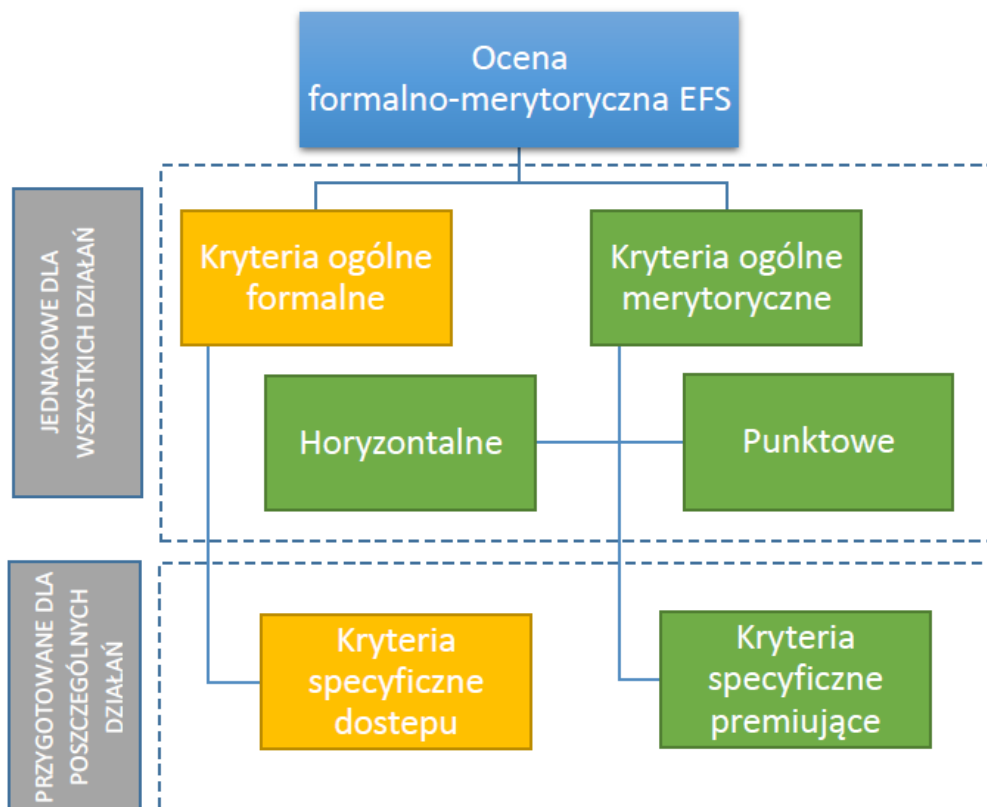 Ocena
formalno-merytoryczna EFS
JEDNAKOWE DLA
WSZYSTKICH DZIAŁAŃ
Kryteria ogólne
formalne
Kryteria ogólne
merytoryczne
Horyzontalne
Punktowe
PRZYGOTOWANE DLA
POSZCZEGÓLNYCH
DZIAŁAŃ
Kryteria
specyficzne
dostepu
Kryteria
specyficzne
premiujące